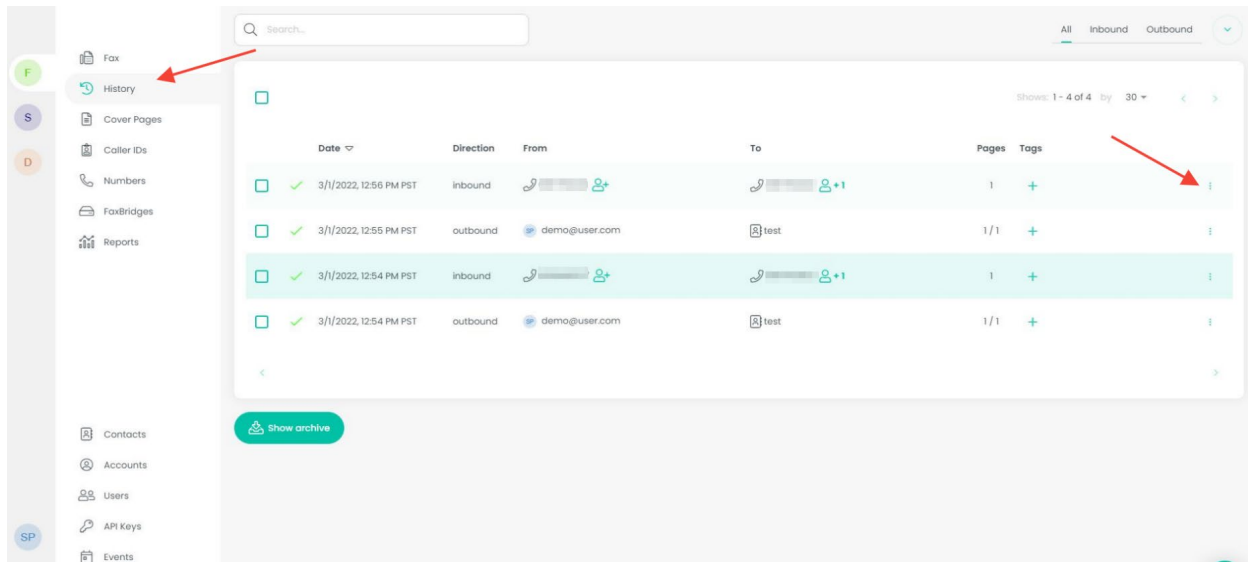 Search...
All Inbound Outbound
F
S
D
SP
Fax
History
Cover Pages
Caller IDs
Numbers
FaxBridges
Reports
Contacts
Accounts
Users
API Keys
Events
Shows: 1 - 4 of 4 by 30
Date Direction From To Pages Tags
3/1/2022, 12:56 PM PST inbound +1 1 +
3/1/2022, 12:55 PM PST outbound SP demo@user.com test 1/1 +
3/1/2022, 12:54 PM PST inbound +1 1 +
3/1/2022, 12:54 PM PST outbound SP demo@user.com test 1/1 +
Show archive